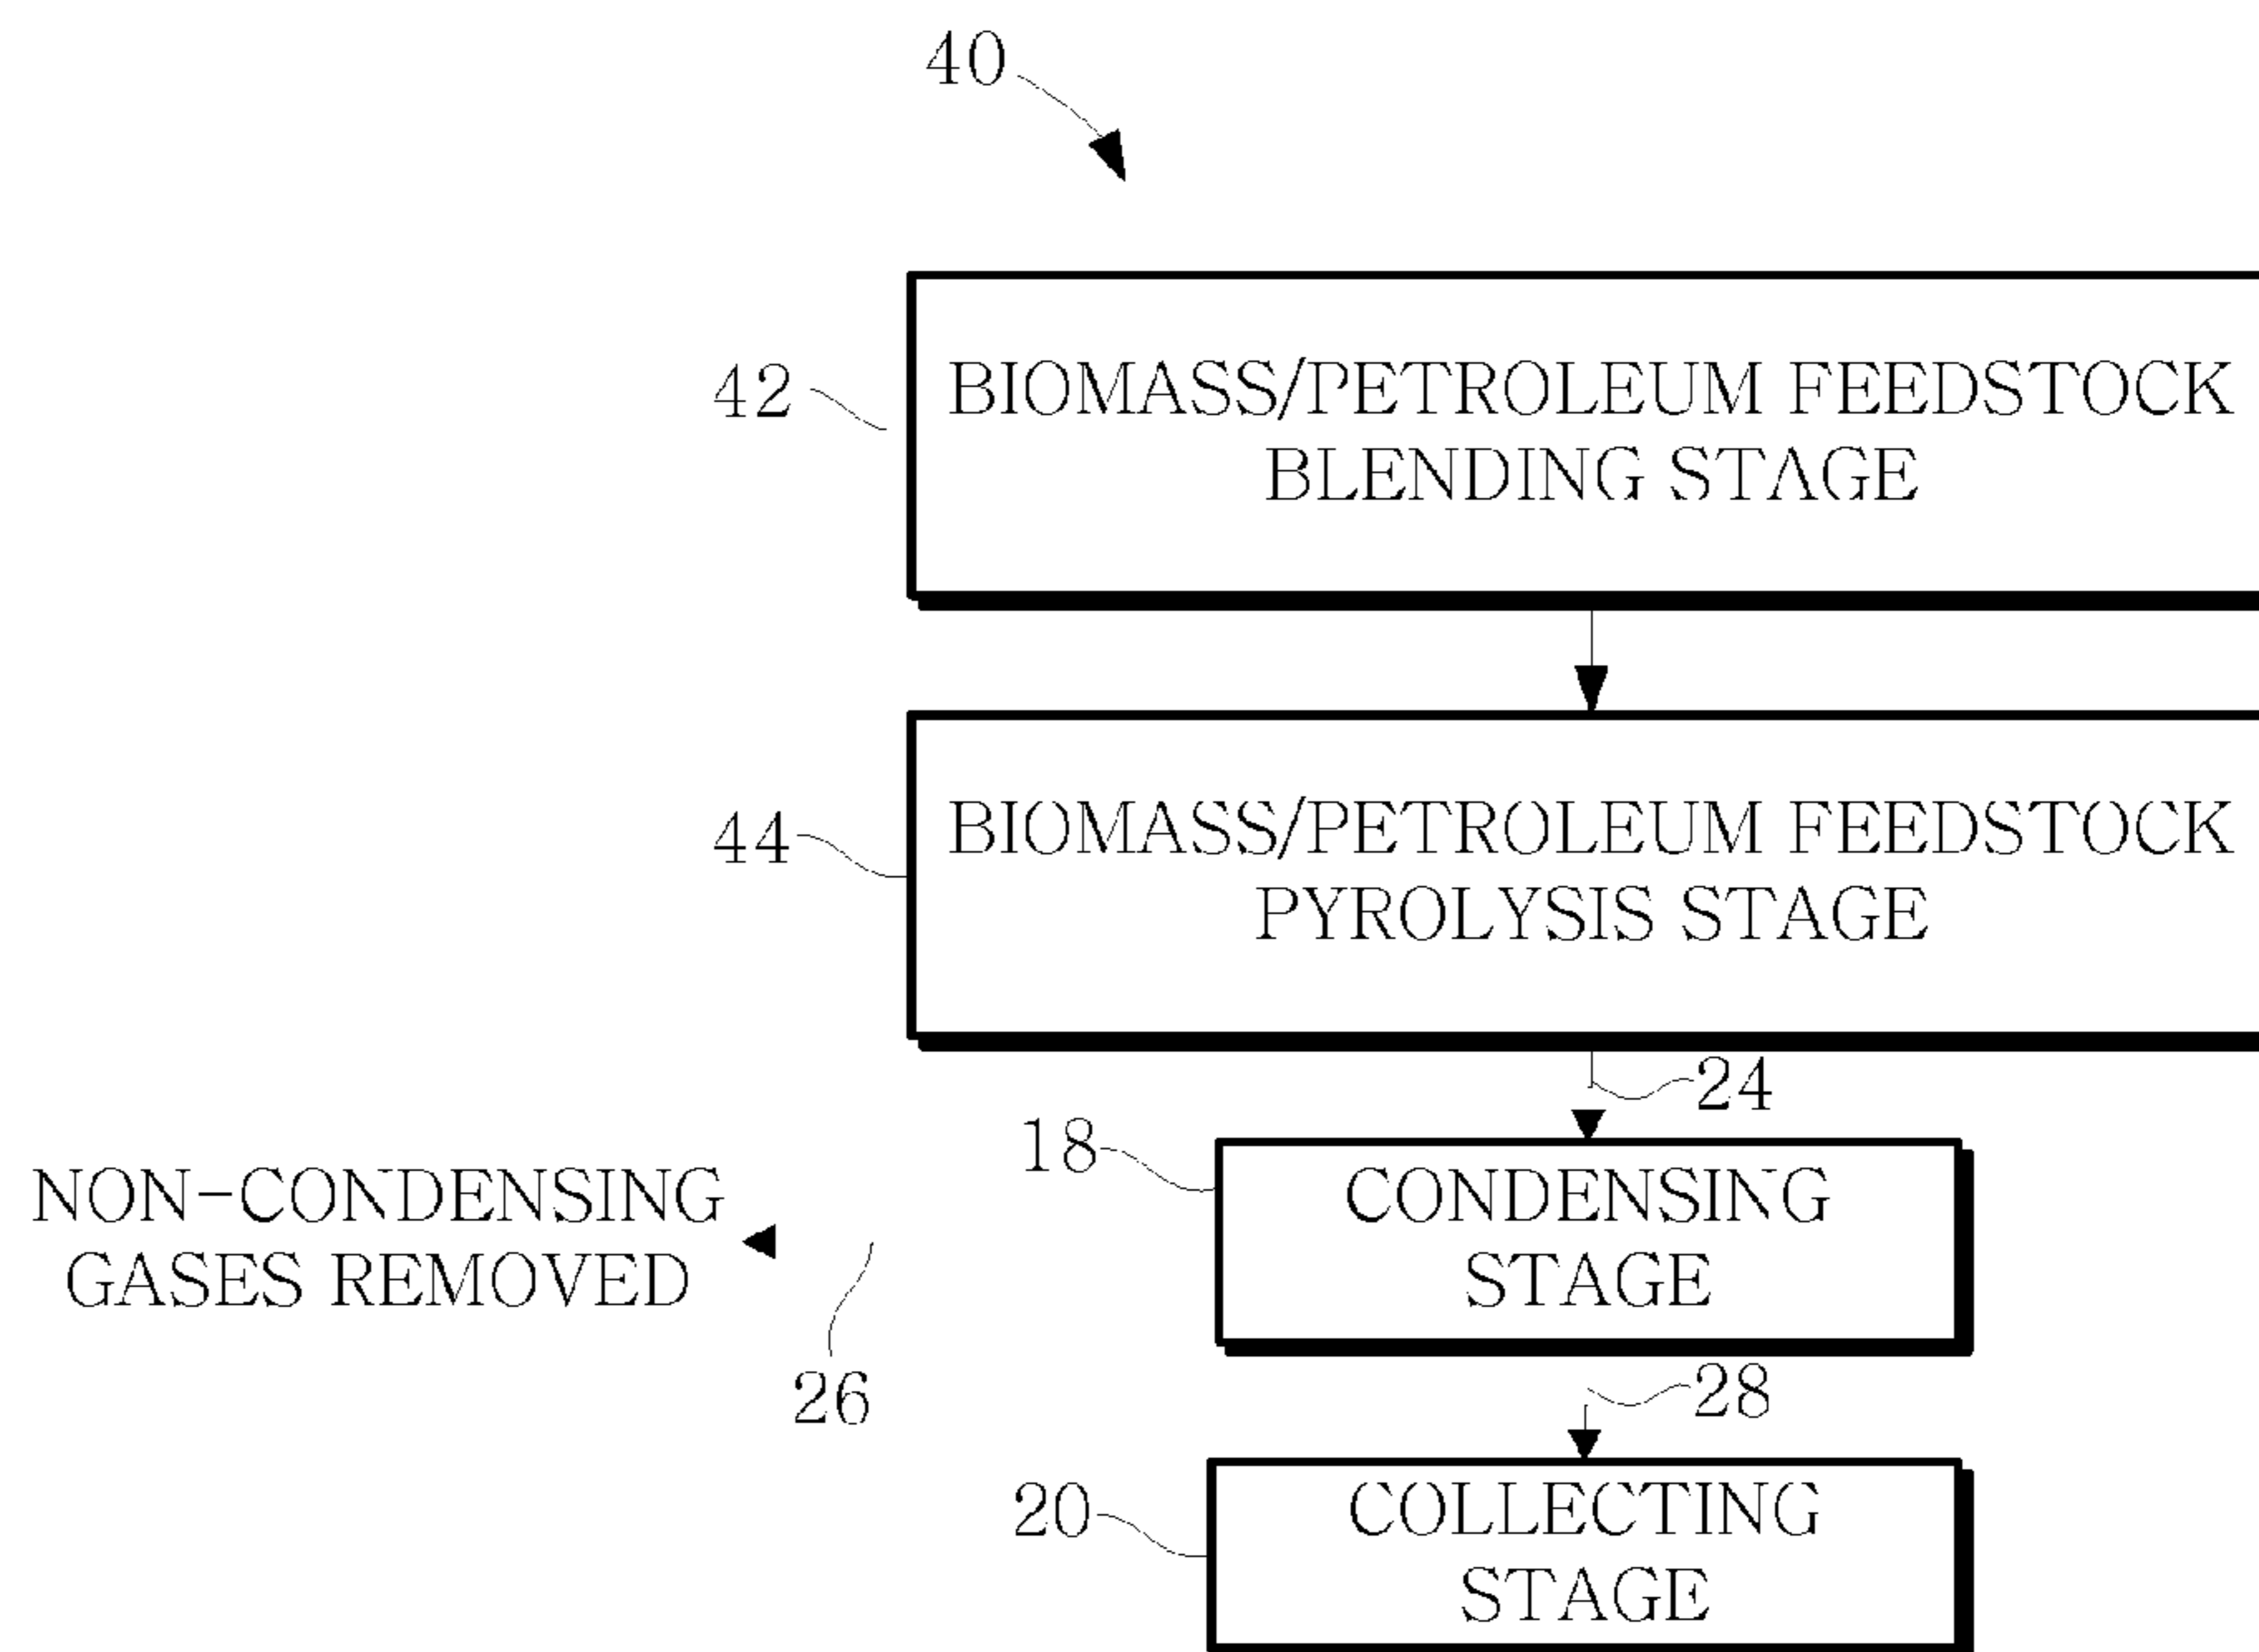 40
42
BIOMASS/PETROLEUM FEEDSTOCK
BLENDING STAGE
44
BIOMASS/PETROLEUM FEEDSTOCK
PYROLYSIS STAGE
24
18
CONDENSING
STAGE
NON-CONDENSING
GASES REMOVED
26
28
20
COLLECTING
STAGE